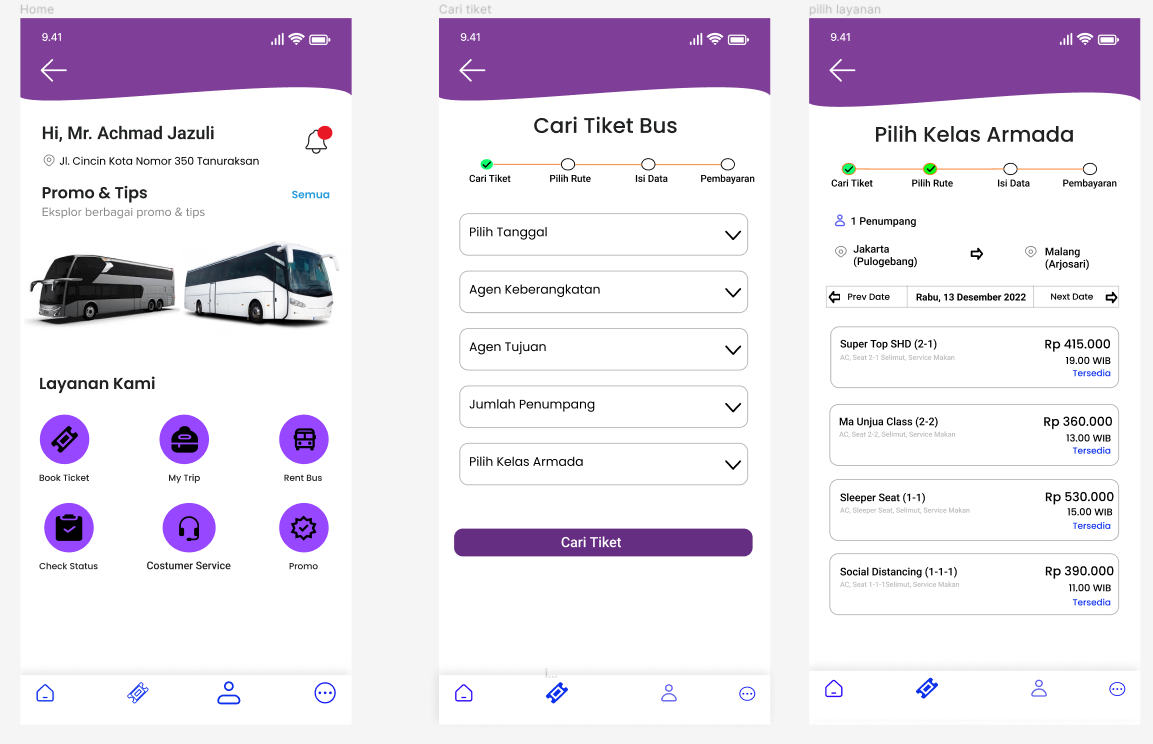 Home
9.41
Hi, Mr. Achmad Jazuli
Jl. Cincin Kota Nomor 350 Tanuraksan
Promo & Tips
Semua
Eksplor berbagai promo & tips
Layanan Kami
Book Ticket
My Trip
Rent Bus
Check Status
Costumer Service
Promo
Cari tiket
9.41
Cari Tiket Bus
Cari Tiket
Pilih Rute
Isi Data
Pembayaran
Pilih Tanggal
Agen Keberangkatan
Agen Tujuan
Jumlah Penumpang
Pilih Kelas Armada
Cari Tiket
i...
pilih layanan
9.41
Pilih Kelas Armada
Cari Tiket
Pilih Rute
Isi Data
Pembayaran
1 Penumpang
Jakarta
(Pulogebang)
Malang
(Arjosari)
Prev Date
Rabu, 13 Desember 2022
Next Date
Super Top SHD (2-1)
Rp 415.000
AC, Seat 2-1 Selimut, Service Makan
19.00 WIB
Tersedia
Ma Unjua Class (2-2)
Rp 360.000
AC, Seat 2-2, Selimut, Service Makan
13.00 WIB
Tersedia
Sleeper Seat (1-1)
Rp 530.000
AC, Sleeper Seat, Selimut, Service Makan
15.00 WIB
Tersedia
Social Distancing (1-1-1)
Rp 390.000
AC, Seat 1-1-1Selimut, Service Makan
11.00 WIB
Tersedia